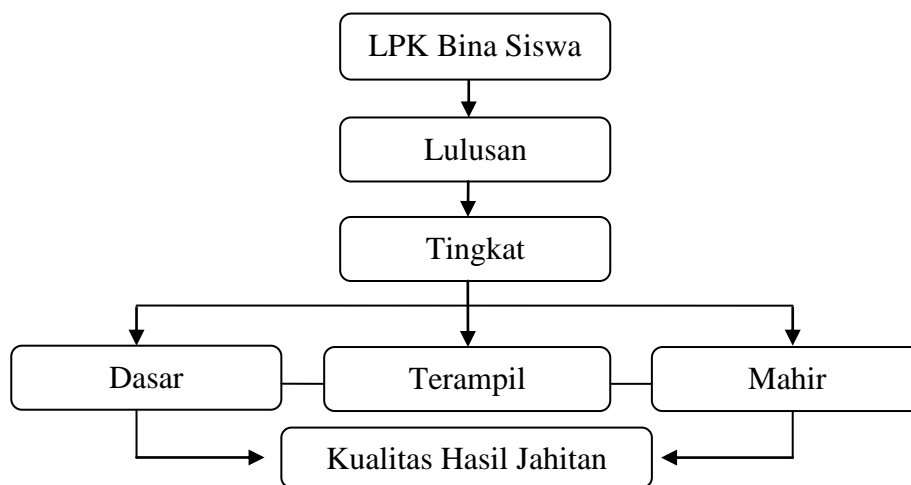 LPK Bina Siswa
Lulusan
Tingkat
Dasar
Terampil
Mahir
Kualitas Hasil Jahitan